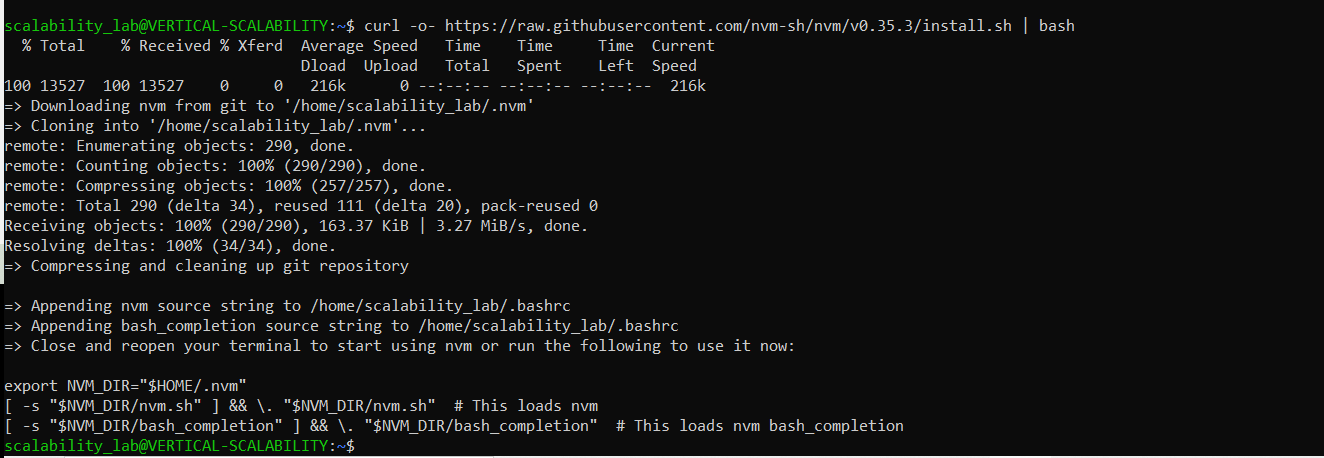 scalability_lab@VERTICAL-SCALABILITY:~$ curl -o- https://raw.githubusercontent.com/nvm-sh/nvm/v0.35.3/install.sh | bash
  % Total    % Received % Xferd  Average Speed   Time    Time     Time  Current
                                 Dload  Upload   Total   Spent    Left  Speed
100 13527  100 13527    0     0   216k      0 --:--:-- --:--:-- --:--:--  216k
=> Downloading nvm from git to '/home/scalability_lab/.nvm'
=> Cloning into '/home/scalability_lab/.nvm'...
remote: Enumerating objects: 290, done.
remote: Counting objects: 100% (290/290), done.
remote: Compressing objects: 100% (257/257), done.
remote: Total 290 (delta 34), reused 111 (delta 20), pack-reused 0
Receiving objects: 100% (290/290), 163.37 KiB | 3.27 MiB/s, done.
Resolving deltas: 100% (34/34), done.
=> Compressing and cleaning up git repository

=> Appending nvm source string to /home/scalability_lab/.bashrc
=> Appending bash_completion source string to /home/scalability_lab/.bashrc
=> Close and reopen your terminal to start using nvm or run the following to use it now:

export NVM_DIR="$HOME/.nvm"
[ -s "$NVM_DIR/nvm.sh" ] && \. "$NVM_DIR/nvm.sh"  # This loads nvm
[ -s "$NVM_DIR/bash_completion" ] && \. "$NVM_DIR/bash_completion"  # This loads nvm bash_completion
scalability_lab@VERTICAL-SCALABILITY:~$